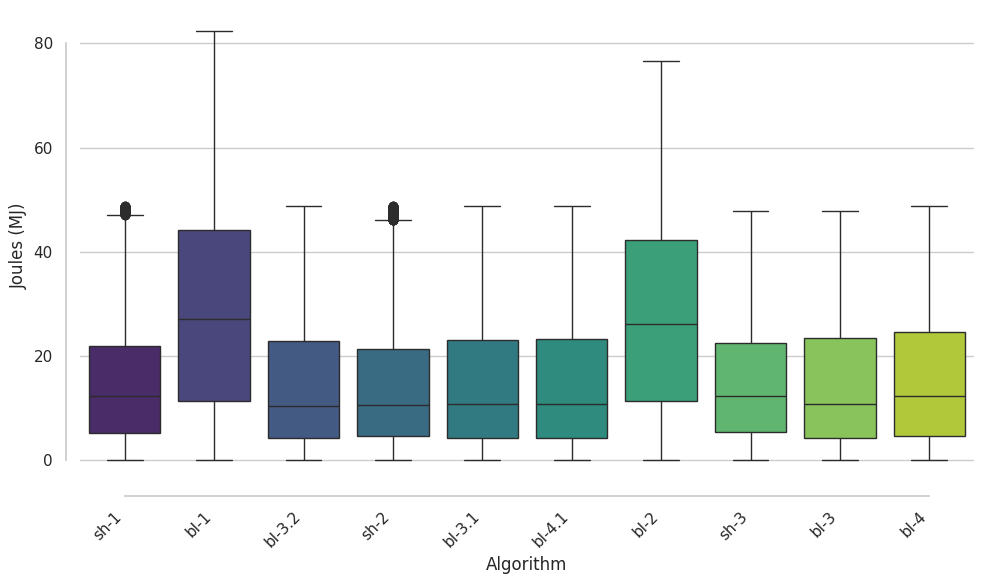 80
60
40
20
0
Joules (MJ)
sh-1
bl-1
bl-3.2
sh-2
bl-3.1
bl-4.1
bl-2
sh-3
bl-3
bl-4
Algorithm